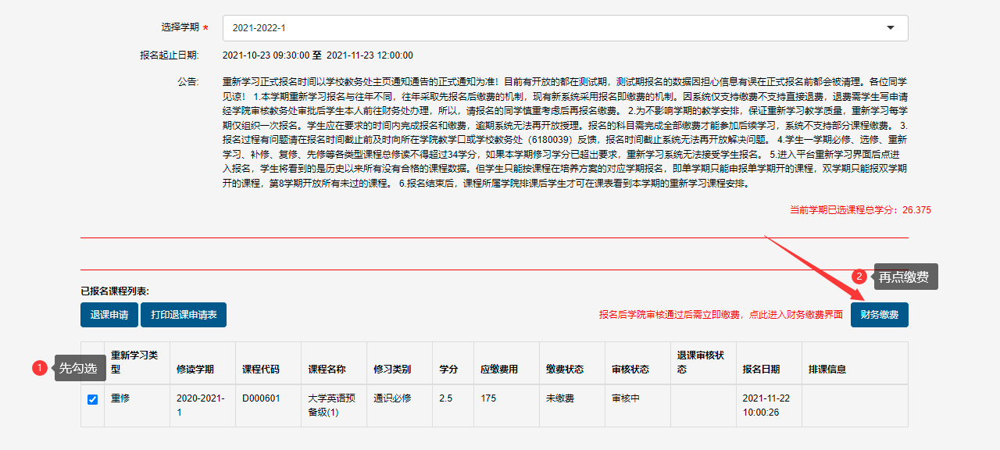 选择学期 * 2021-2022-1
报名起止日期: 2021-10-23 09:30:00 至 2021-11-23 12:00:00
公告: 重新学习正式报名时间以学校教务处主页通知通告的正式通知为准！目前有开放的都在测试期，测试期报名的数据因担心信息有误在正式报名前都会被清理。各位同学
见谅！ 1.本学期重新学习报名与往年不同，往年采取先报名后缴费的机制，现有新系统采用报名即缴费的机制。因系统仅支持缴费不支持直接退费，退费需学生写申请
经学院审核教务处审批后学生本人前往财务处办理，所以，请报名的同学慎重考虑后再报名缴费。 2.为不影响学期的教学安排，保证重新学习教学质量，重新学习每学
期仅组织一次报名。学生应在要求的时间内完成报名和缴费，逾期系统无法再开放授理。报名的科目需完成全部缴费才能参加后续学习，系统不支持部分课程缴费。 3.
报名过程有问题请在报名时间截止前及时向所在学院教学口或学校教务处（6180039）反馈，报名时间截止系统无法再开放解决问题。 4.学生一学期必修、选修、重新
学习、补修、复修、先修等各类型课程总修读不得超过34学分，如果本学期修习学分已超出要求，重新学习系统无法接受学生报名。 5.进入平台重新学习界面后点进
入报名，学生将看到的是历史以来所有没有合格的课程数据。但学生只能按课程在培养方案的对应学期报名，即单学期只能申报单学期开的课程，双学期只能报双学期
开的课程，第8学期开放所有未过的课程。 6.报名结束后，课程所属学院排课后学生才可在课表看到本学期的重新学习课程安排。
当前学期已选课程总学分：26.375
2 再点缴费
已报名课程列表:
退课申请 打印退课申请表 报名后学院审核通过后需立即缴费，点此进入财务缴费界面 财务缴费
1 先勾选
重新学习类型 修读学期 课程代码 课程名称 修习类别 学分 应缴费用 缴费状态 审核状态 退课审核状态 报名日期 排课信息
重修 2020-2021-1 D000601 大学英语预备级(1) 通识必修 2.5 175 未缴费 审核中 2021-11-22 10:00:26